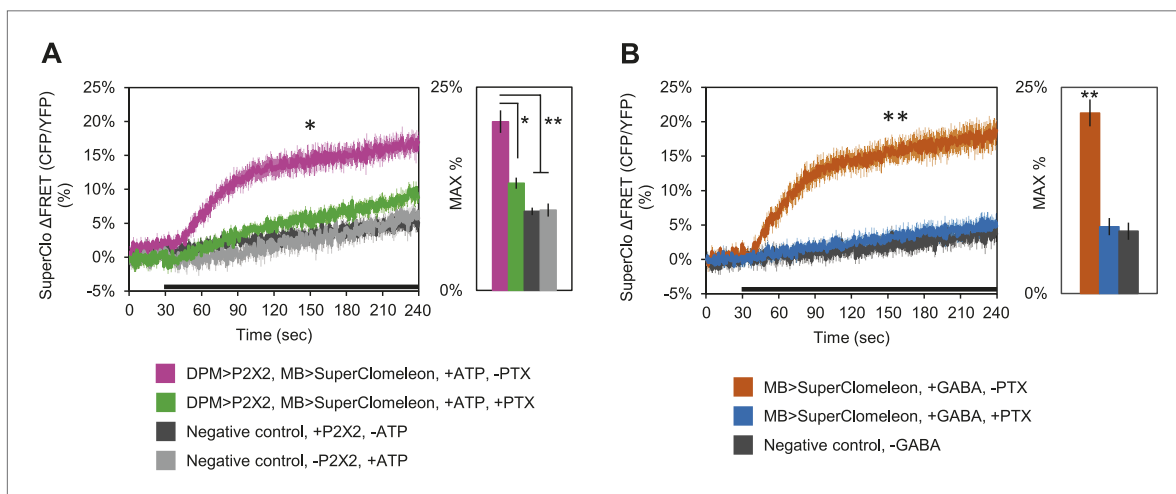 A
25%
20%
15%
10%
5%
0%
-5%
SuperClo ΔFRET (CFP/YFP)
(%)
*
0 30 60 90 120 150 180 210 240
Time (sec)
25%
MAX %
0%
* **
DPM>P2X2, MB>SuperClomeleon, +ATP, -PTX
DPM>P2X2, MB>SuperClomeleon, +ATP, +PTX
Negative control, +P2X2, -ATP
Negative control, -P2X2, +ATP
B
25%
20%
15%
10%
5%
0%
-5%
SuperClo ΔFRET (CFP/YFP)
(%)
**
0 30 60 90 120 150 180 210 240
Time (sec)
25%
MAX %
0%
**
MB>SuperClomeleon, +GABA, -PTX
MB>SuperClomeleon, +GABA, +PTX
Negative control, -GABA